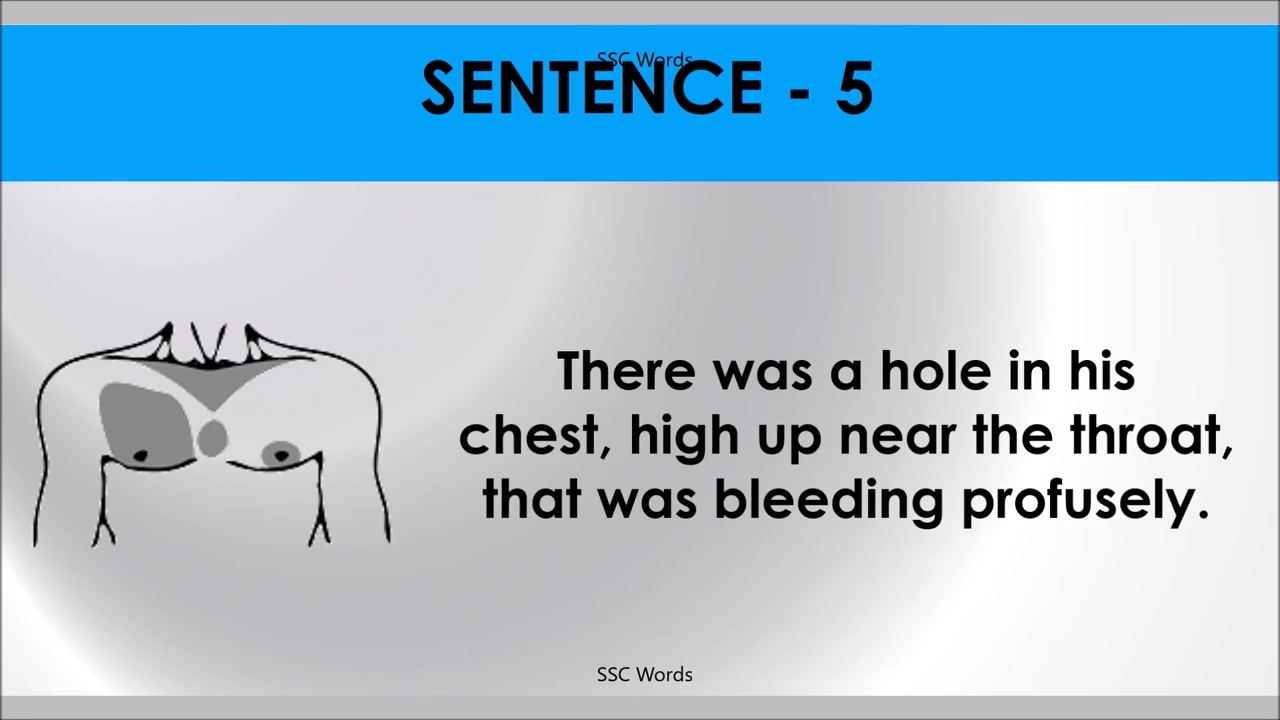 SSC Words
SENTENCE - 5
There was a hole in his
chest, high up near the throat,
that was bleeding profusely.
SSC Words